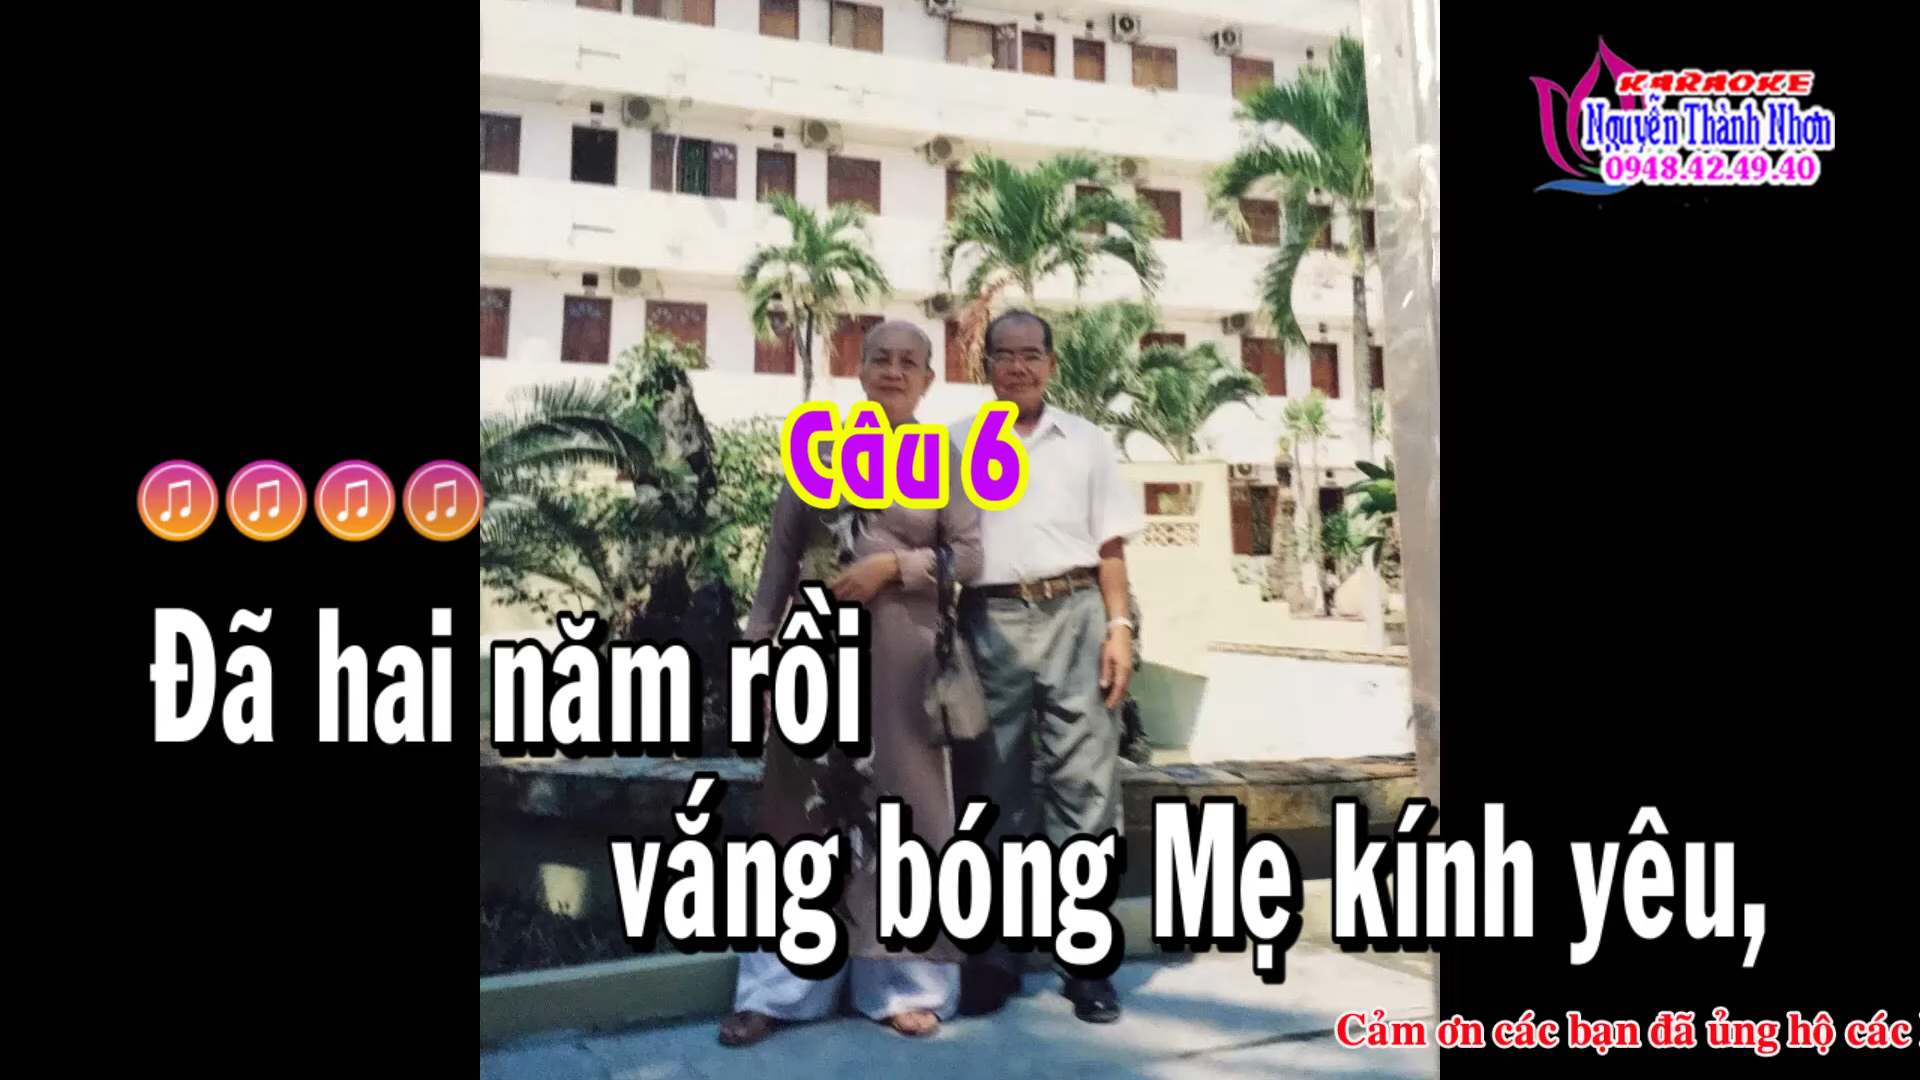 KARAOKE
Nguyễn Thành Nhơn
0948.42.49.40
Câu 6
Đã hai năm rồi
vắng bóng Mẹ kính yêu,
Cảm ơn các bạn đã ủng hộ các